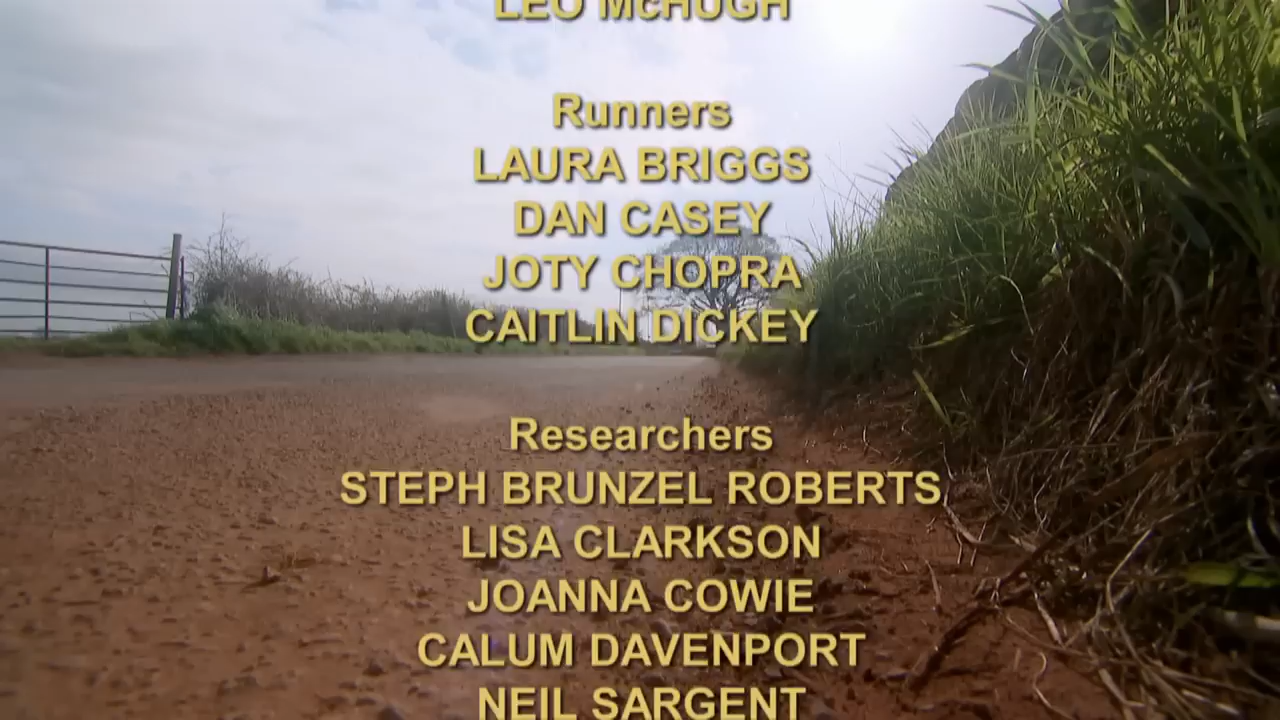 LEO McHUGH
Runners
LAURA BRIGGS
DAN CASEY
JOTY CHOPRA
CAITLIN DICKEY
Researchers
STEPH BRUNZEL ROBERTS
LISA CLARKSON
JOANNA COWIE
CALUM DAVENPORT
NEIL SARGENT